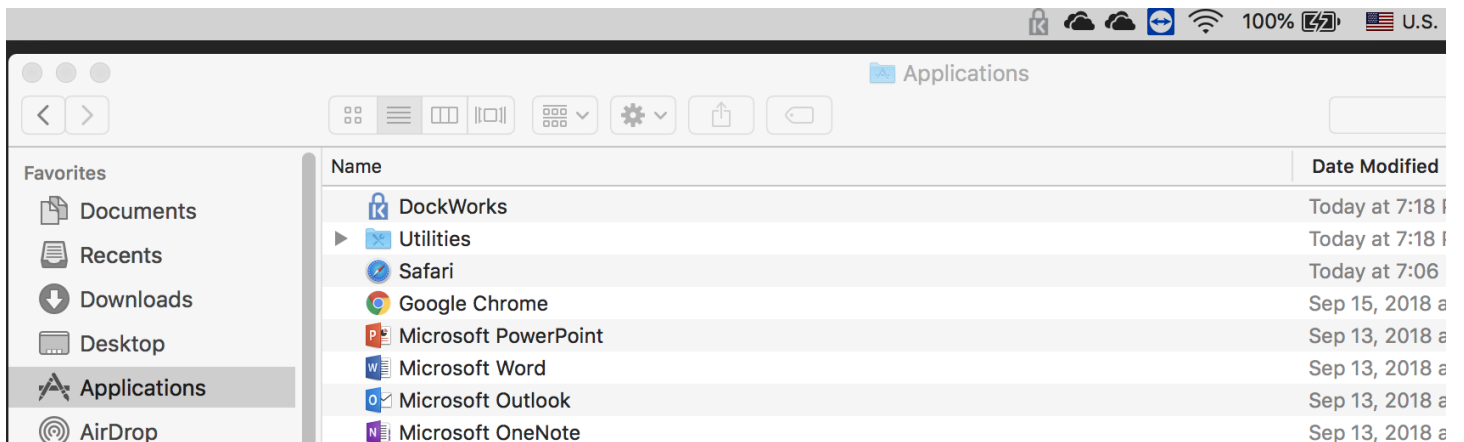 100% U.S.
Applications
Name Date Modified
Favorites
DockWorks Today at 7:18
Documents
Utilities Today at 7:18
Recents
Safari Today at 7:06
Downloads
Google Chrome Sep 15, 2018 a
Desktop
Microsoft PowerPoint Sep 13, 2018 a
Applications
Microsoft Word Sep 13, 2018 a
Microsoft Outlook Sep 13, 2018 a
AirDrop
Microsoft OneNote Sep 13, 2018 a